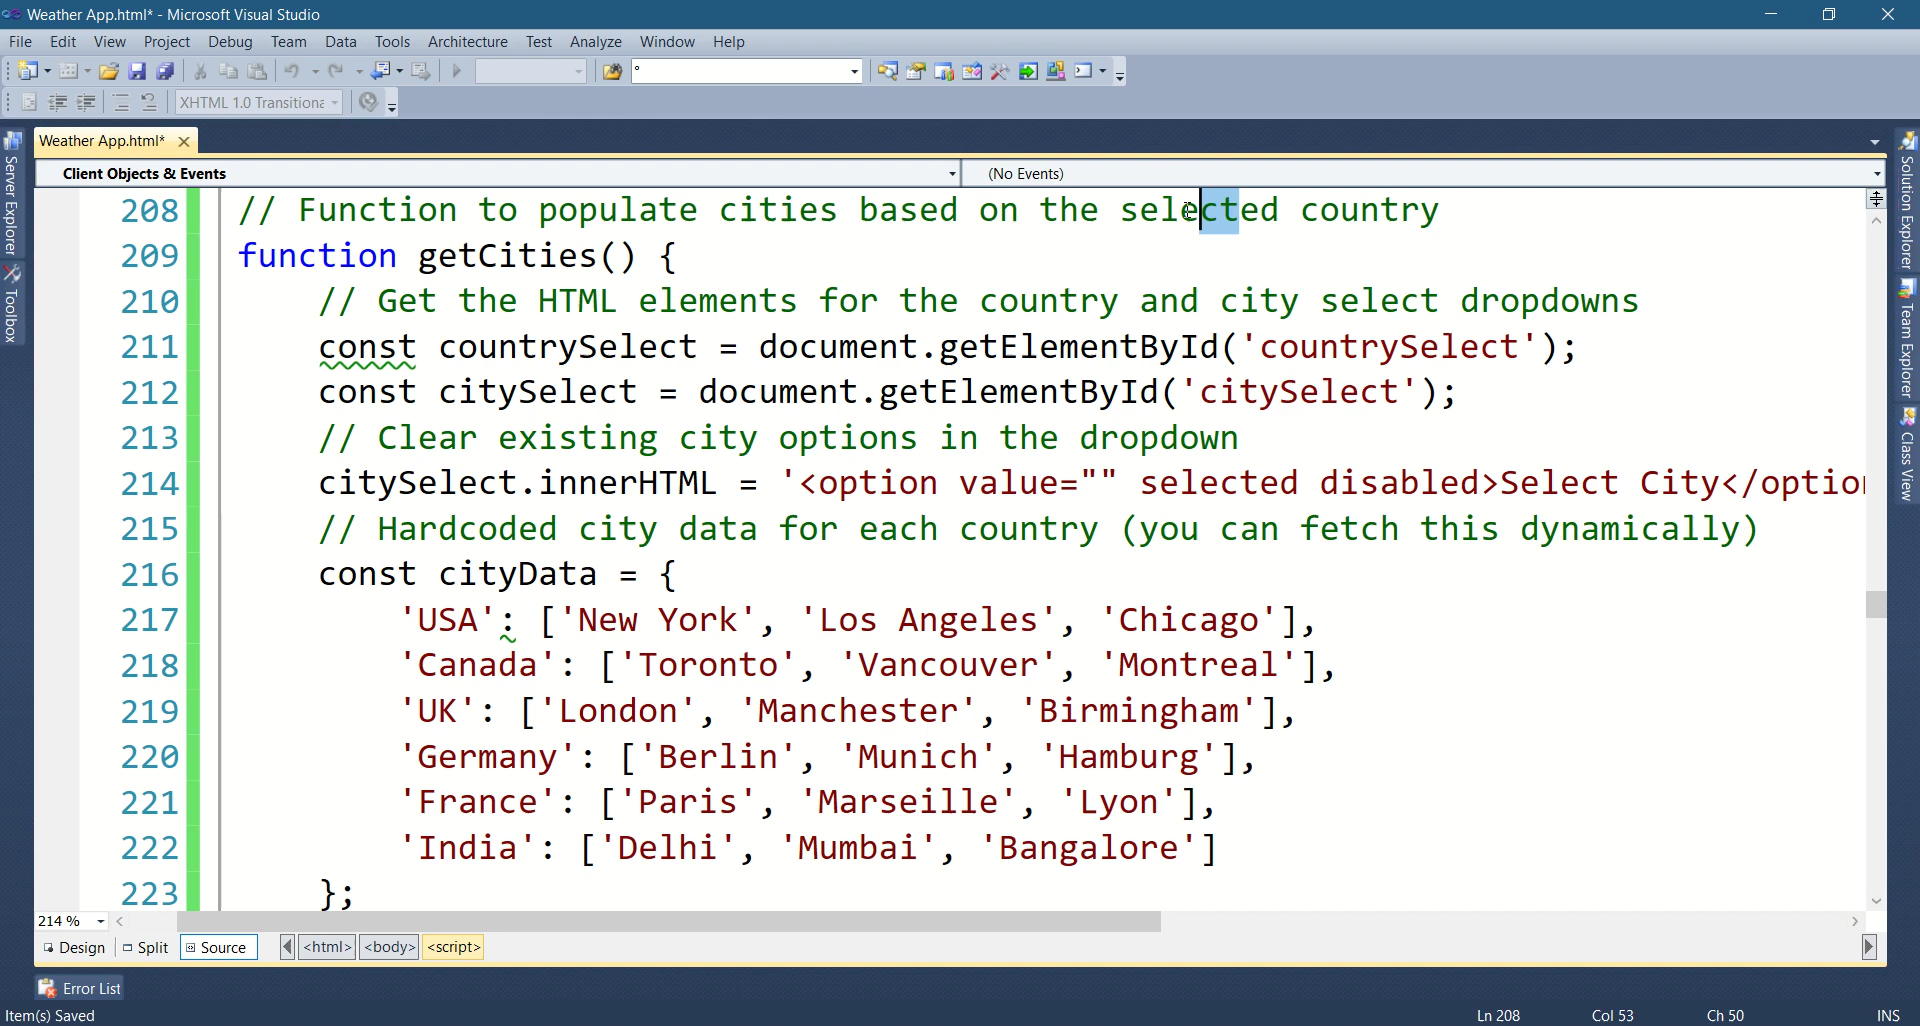 Weather App.html* - Microsoft Visual Studio
File Edit View Project Debug Team Data Tools Architecture Test Analyze Window Help
XHTML 1.0 Transitiona
Server Explorer
Toolbox
Weather App.html*
Client Objects & Events
(No Events)
208 // Function to populate cities based on the selected country
209 function getCities() {
210 // Get the HTML elements for the country and city select dropdowns
211 const countrySelect = document.getElementById('countrySelect');
212 const citySelect = document.getElementById('citySelect');
213 // Clear existing city options in the dropdown
214 citySelect.innerHTML = '<option value="" selected disabled>Select City</option
215 // Hardcoded city data for each country (you can fetch this dynamically)
216 const cityData = {
217 'USA': ['New York', 'Los Angeles', 'Chicago'],
218 'Canada': ['Toronto', 'Vancouver', 'Montreal'],
219 'UK': ['London', 'Manchester', 'Birmingham'],
220 'Germany': ['Berlin', 'Munich', 'Hamburg'],
221 'France': ['Paris', 'Marseille', 'Lyon'],
222 'India': ['Delhi', 'Mumbai', 'Bangalore']
223 };
Solution Explorer
Team Explorer
Class View
214 %
Design Split Source <html> <body> <script>
Error List
Item(s) Saved Ln 208 Col 53 Ch 50 INS